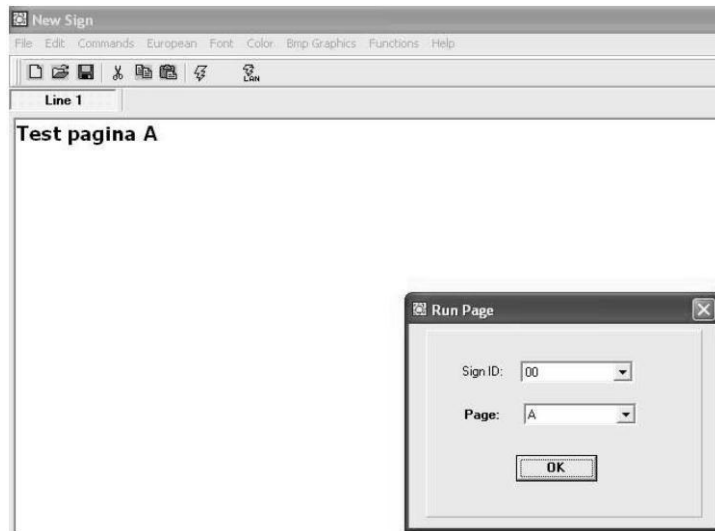 New Sign
File Edit Commands European Font Color Bmp Graphics Functions Help
LAN
Line 1
Test pagina A
Run Page
Sign ID: 00
Page: A
OK